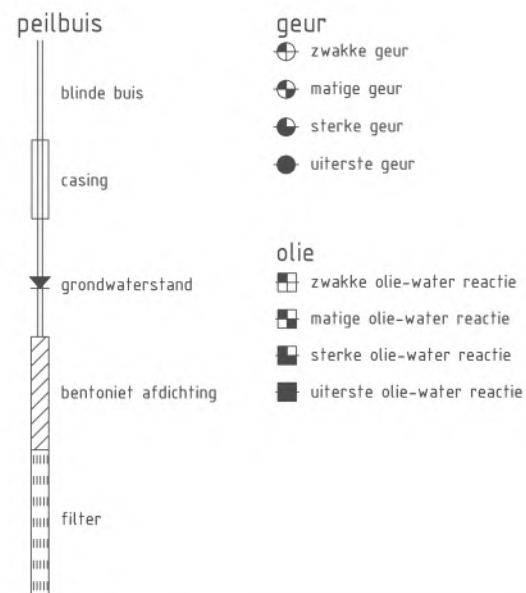 peilbuis
blinde buis
casing
grondwaterstand
bentoniet afdichting
filter
geur
zwakke geur
matige geur
sterke geur
uiterste geur
olie
zwakke olie-water reactie
matige olie-water reactie
sterke olie-water reactie
uiterste olie-water reactie